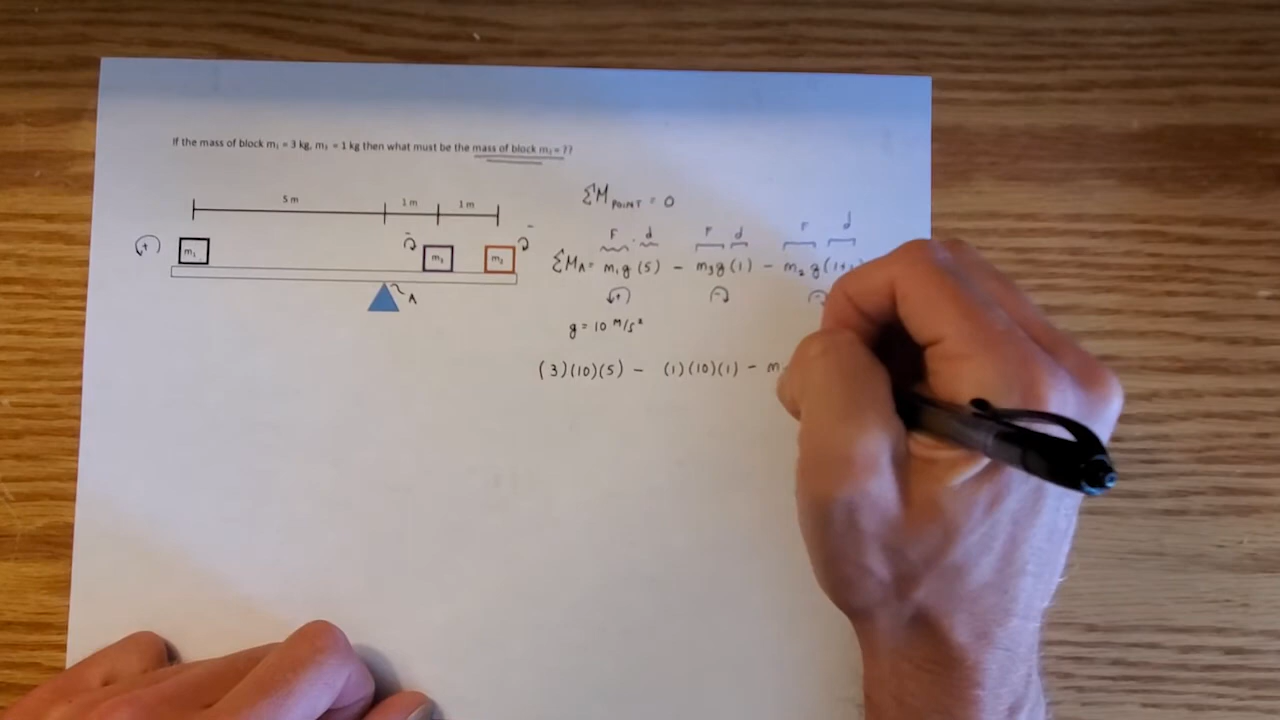 If the mass of block m₁ = 3 kg, m₃ = 1 kg then what must be the mass of block m₂ = ??
5 m 1 m 1 m
ΣM POINT = 0
F d F d F d
(+) m₁ m₃ m₂ -
ΣM_A = m₁g (5) - m₃g (1) - m₂ g (1+
A
(+) - -
g = 10 M/s²
(3)(10)(5) - (1)(10)(1) - m